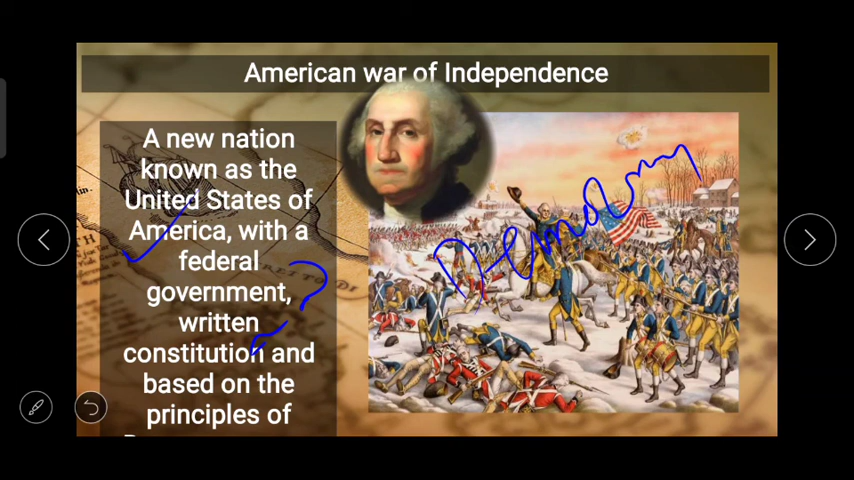 American war of Independence
A new nation
known as the
United States of
America, with a
federal
government,
written
constitution and
based on the
principles of
Democracy
?